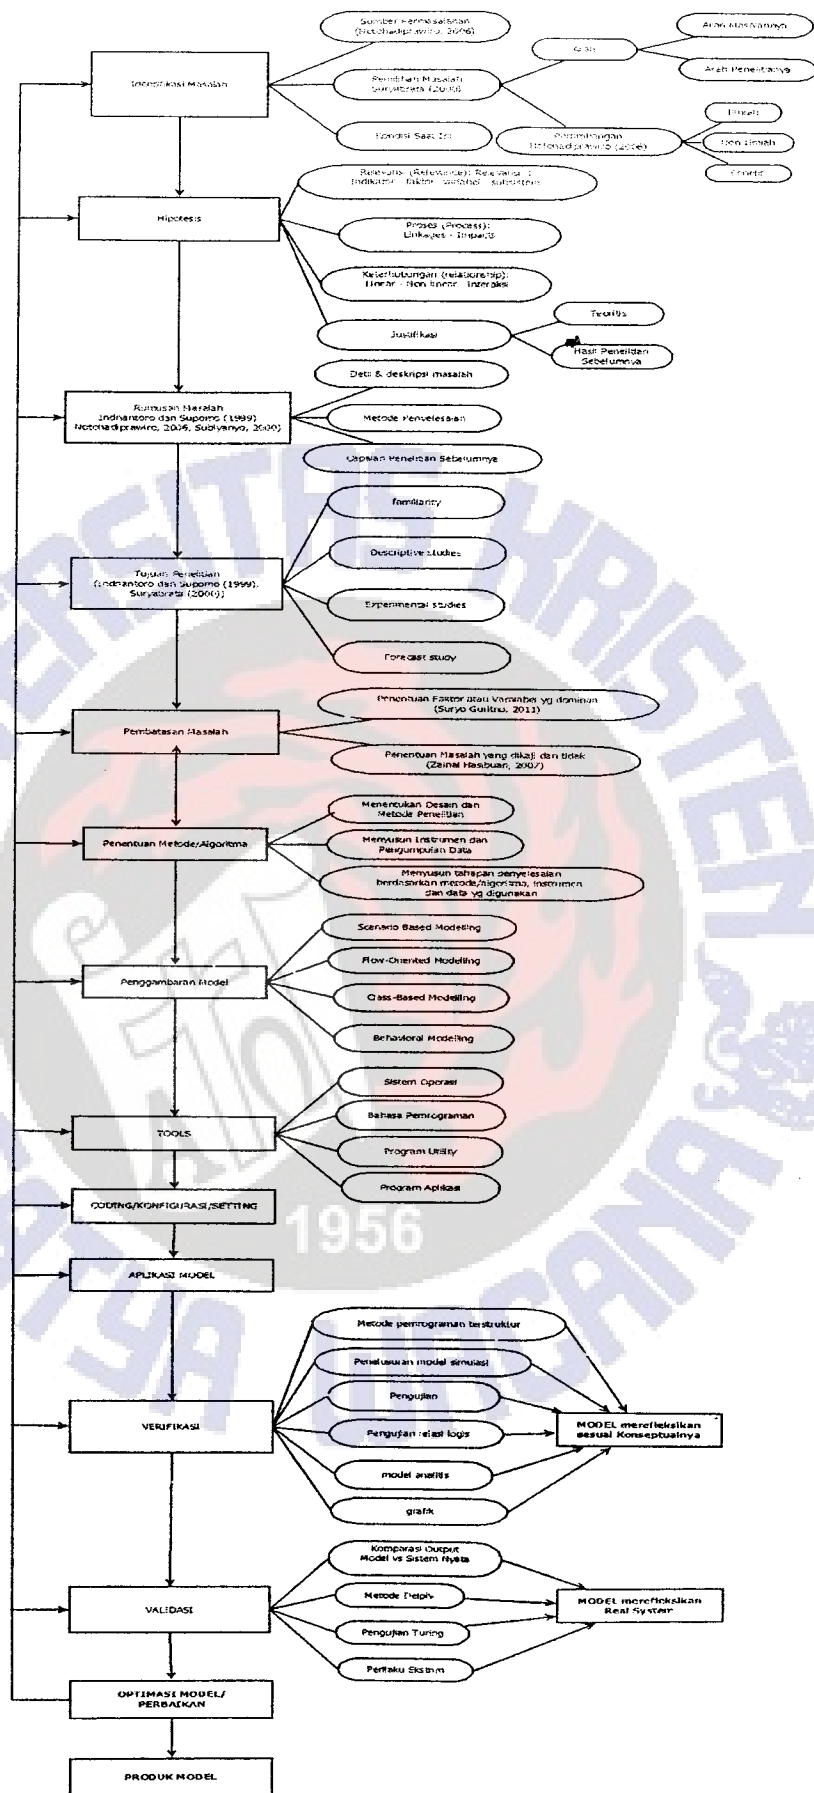 Sumber Permasalahan
(Notohadiprawiro, 2006)
Identifikasi Masalah
Pemilihan Masalah
Suryabrata (2000)
Arah
Arah Masalahnya
Arah Penelitianya
Kondisi Saat Ini
Pertimbangan
Notohadiprawiro (2006)
Ilmiah
Non Ilmiah
Relevansi (Relevance): Relevansi :
Indikator - faktor - variabel - subsistem
Hipotesis
Proses (Process):
Linkages - Impacts
Keterhubungan (relationship):
Linear - Non linear - Interaksi
Justifikasi
Teoritis
Hasil Penelitian
Sebelumnya
Rumusan Masalah
Indriantoro dan Supomo (1999)
Notohadiprawiro, 2006, Subiyanyo, 2000)
Detil & deskripsi masalah
Metode Penyelesaian
Capaian Penelitian Sebelumnya
Tujuan Penelitian
(Indriantoro dan Supomo (1999),
Suryabrata (2000))
familiarity
Descriptive studies
Experimental studies
Forecast study
Pembatasan Masalah
Penentuan Faktor atau Variabel yg dominan
(Suryo Guritno, 2011)
Penentuan Masalah yang dikaji dan tidak
(Zainal Hasibuan, 2007)
Penentuan Metode/Algoritma
Menentukan Desain dan
Metode Penelitian
Menyusun Instrumen dan
Pengumpulan Data
Menyusun tahapan penyelesaian
berdasarkan metode/algoritma, instrumen
dan data yg digunakan
Penggambaran Model
Scenario Based Modelling
Flow-Oriented Modelling
Class-Based Modelling
Behavioral Modelling
TOOLS
Sistem Operasi
Bahasa Pemrograman
Program Utility
Program Aplikasi
CODING/KONFIGURASI/SETTING
APLIKASI MODEL
VERIFIKASI
Metode pemrograman terstruktur
Penelusuran model simulasi
Pengujian
Pengujian relasi logis
model analitis
grafik
MODEL merefleksikan
sesuai Konseptualnya
VALIDASI
Komparasi Output
Model vs Sistem Nyata
Metode Delphi
Pengujian Turing
Perilaku Ekstrim
MODEL merefleksikan
Real System
OPTIMASI MODEL/
PERBAIKAN
PRODUK MODEL
UNIVERSITAS KRISTEN
SATYA WACANA
1956